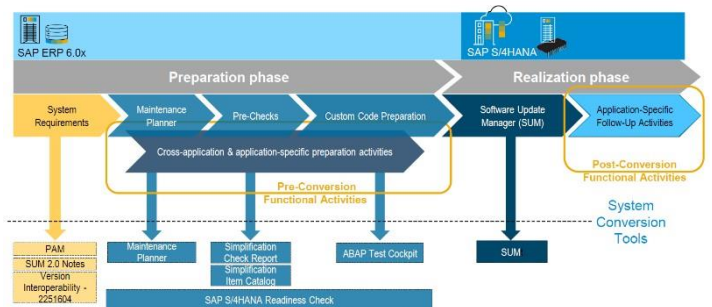 SAP ERP 6.0x
SAP S/4HANA
Preparation phase
Realization phase
System
Requirements
Maintenance
Planner
Pre-Checks
Custom Code Preparation
Software Update
Manager (SUM)
Application-Specific
Follow-Up Activities
Cross-application & application-specific preparation activities
Pre-Conversion
Functional Activities
Post-Conversion
Functional Activities
System
Conversion
Tools
PAM
SUM 2.0 Notes
Version
Interoperability -
2251604
Maintenance
Planner
Simplification
Check Report
Simplification
Item Catalog
ABAP Test Cockpit
SUM
SAP S/4HANA Readiness Check